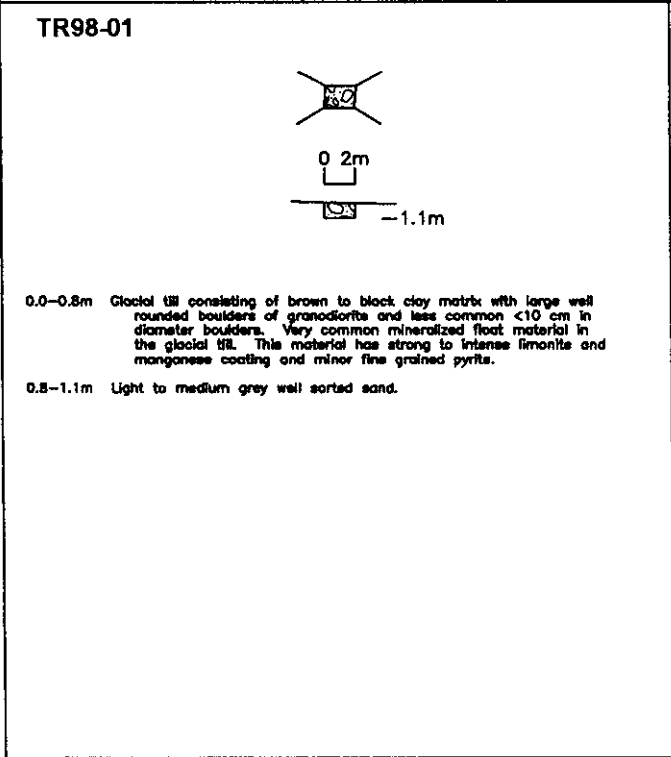 TR98-01
0 2m
-1.1m
0.0-0.8m Glacial till consisting of brown to black clay matrix with large well
rounded boulders of granodiorite and less common <10 cm in
diameter boulders. Very common mineralized float material in
the glacial till. This material has strong to intense limonite and
manganese coating and minor fine grained pyrite.
0.8-1.1m Light to medium grey well sorted sand.